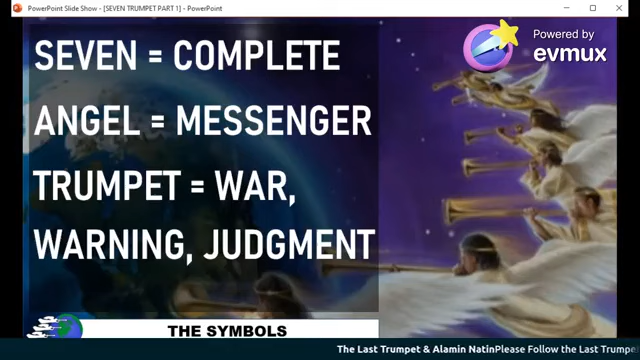 PowerPoint Slide Show - [SEVEN TRUMPET PART 1] - PowerPoint
Powered by
evmux
SEVEN = COMPLETE
ANGEL = MESSENGER
TRUMPET = WAR,
WARNING, JUDGMENT
THE SYMBOLS
The Last Trumpet & Alamin NatinPlease Follow the Last Trumpe